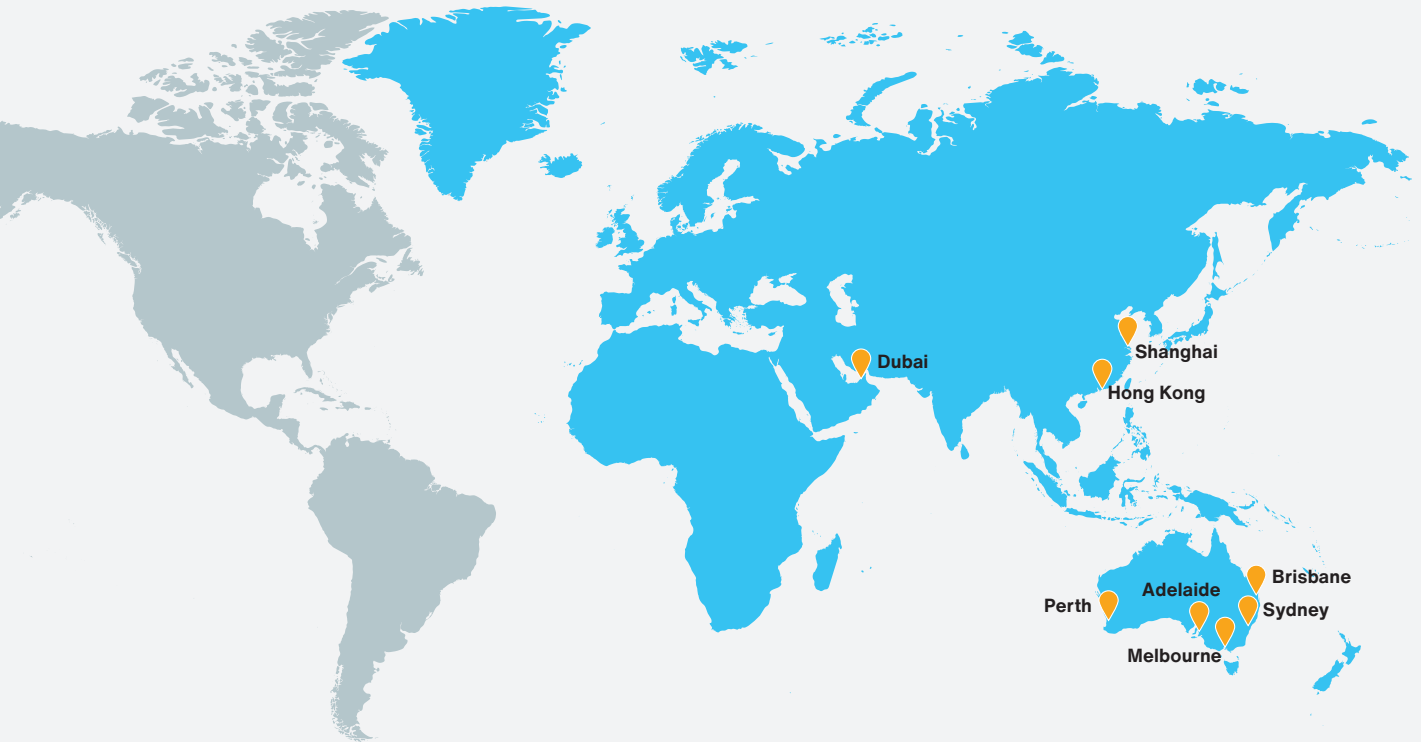 Shanghai
Dubai
Hong Kong
Brisbane
Adelaide
Perth
Sydney
Melbourne